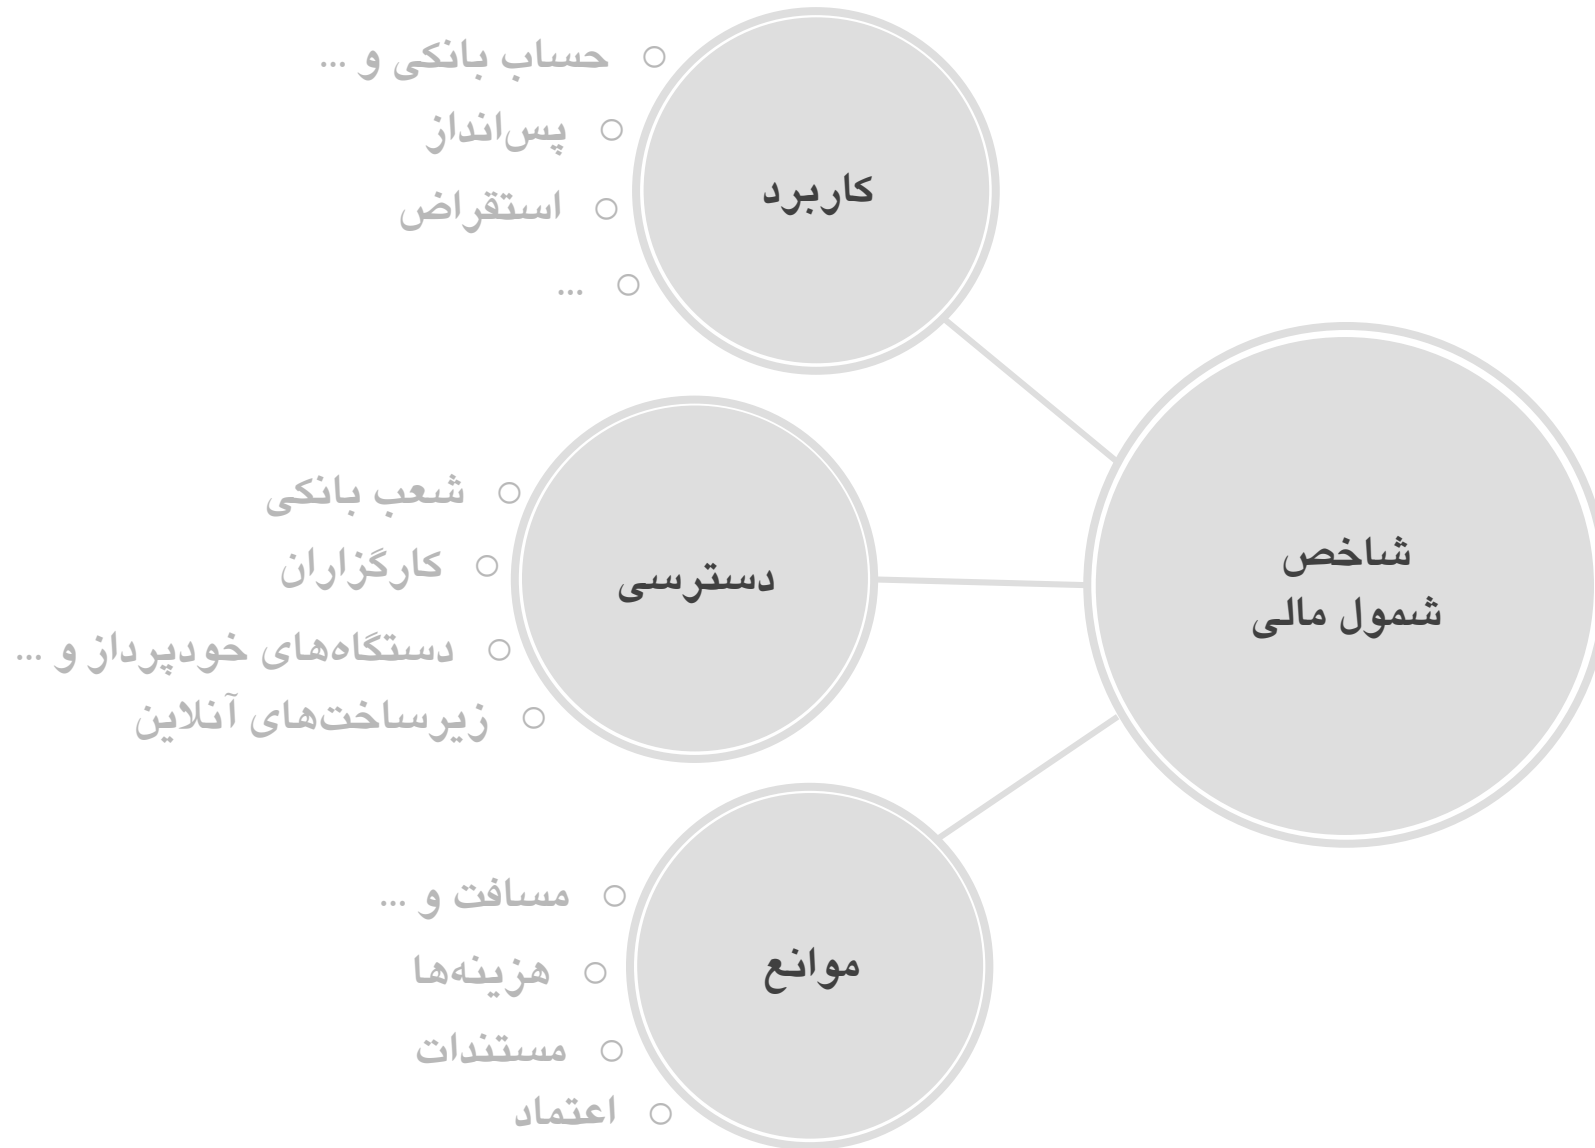 شاخص
شمول مالی
کاربرد
حساب بانکی و ...
پس‌انداز
استقراض
...
دسترسی
شعب بانکی
کارگزاران
دستگاه‌های خودپرداز و ...
زیرساخت‌های آنلاین
موانع
مسافت و ...
هزینه‌ها
مستندات
اعتماد